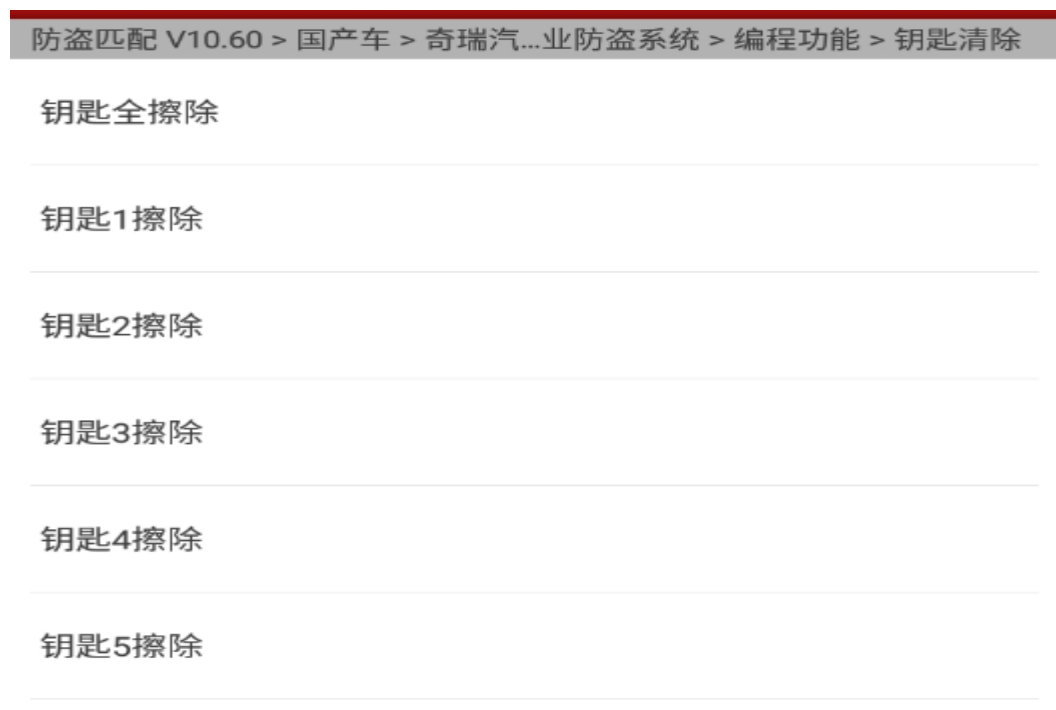 防盗匹配 V10.60 > 国产车 > 奇瑞汽...业防盗系统 > 编程功能 > 钥匙清除
钥匙全擦除
钥匙1擦除
钥匙2擦除
钥匙3擦除
钥匙4擦除
钥匙5擦除